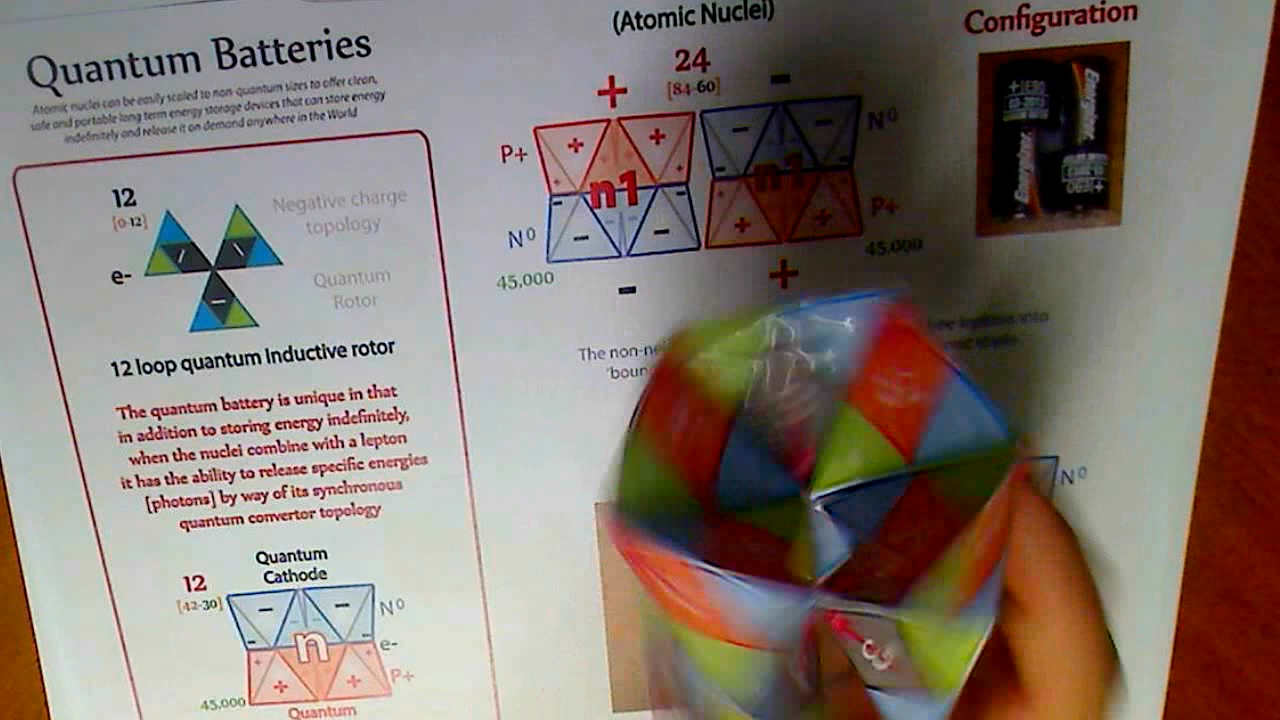 Quantum Batteries
Atomic nuclei can be easily scaled to non-quantum sizes to offer clean,
safe and portable long term energy storage devices that can store energy
indefinitely and release it on demand anywhere in the World
12
[0-12]
e-
Negative charge
topology
Quantum
Rotor
12 loop quantum Inductive rotor
The quantum battery is unique in that
in addition to storing energy indefinitely,
when the nuclei combine with a lepton
it has the ability to release specific energies
[photons] by way of its synchronous
quantum convertor topology
Quantum
Cathode
12
[42-30]
- -
N⁰
n
e-
+ +
P+
45,000
Quantum
(Atomic Nuclei)
24
[84-60]
+ -
P+
+ +
n1
N⁰
- -
45,000
-
- -
N⁰
n1
+ +
P+
45,000
+
The non-
'boun
N⁰
Configuration
Energizer